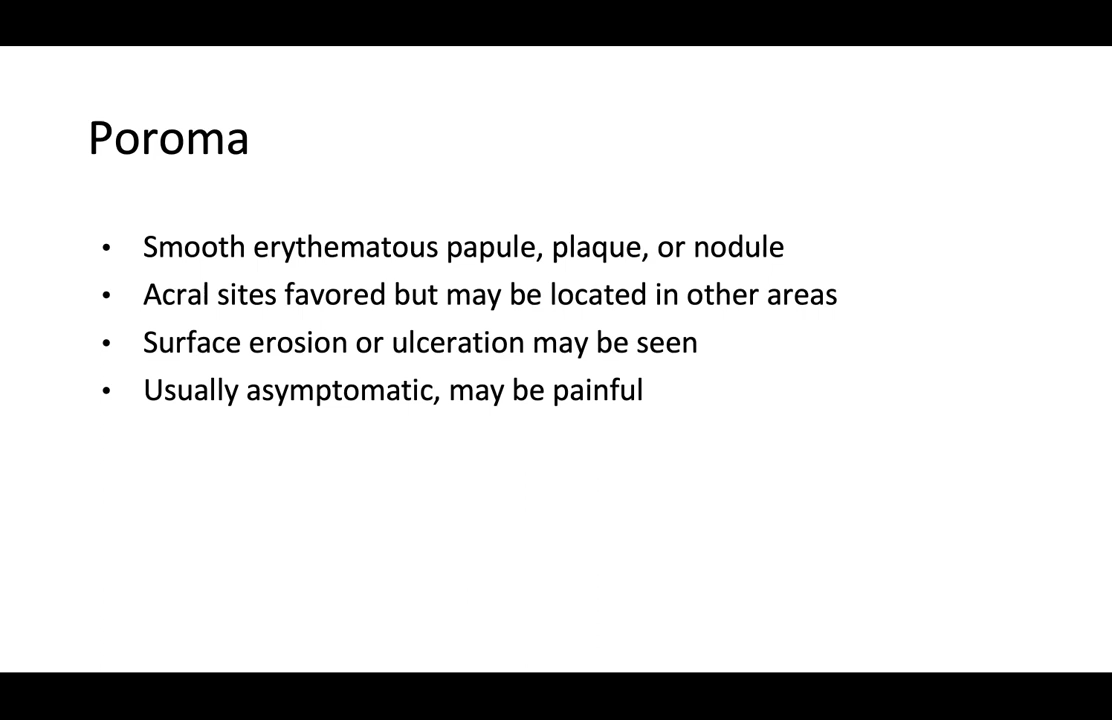 Poroma
• Smooth erythematous papule, plaque, or nodule
• Acral sites favored but may be located in other areas
• Surface erosion or ulceration may be seen
• Usually asymptomatic, may be painful